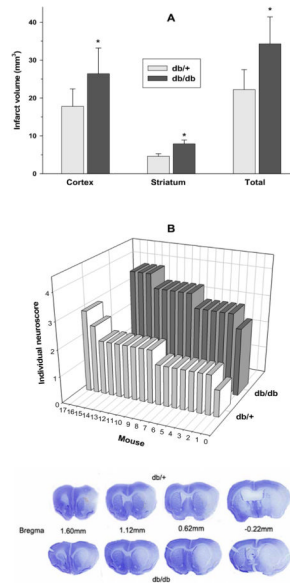 A
Infarct volume (mm³)
60
40
20
0
db/+
db/db
*
*
*
Cortex
Striatum
Total
B
Individual neuroscore
4
3
2
1
0
17 16 15 14 13 12 11 10 9 8 7 6 5 4 3 2 1 0
Mouse
db/db
db/+
db/+
Bregma 1.60mm 1.12mm 0.62mm -0.22mm
db/db